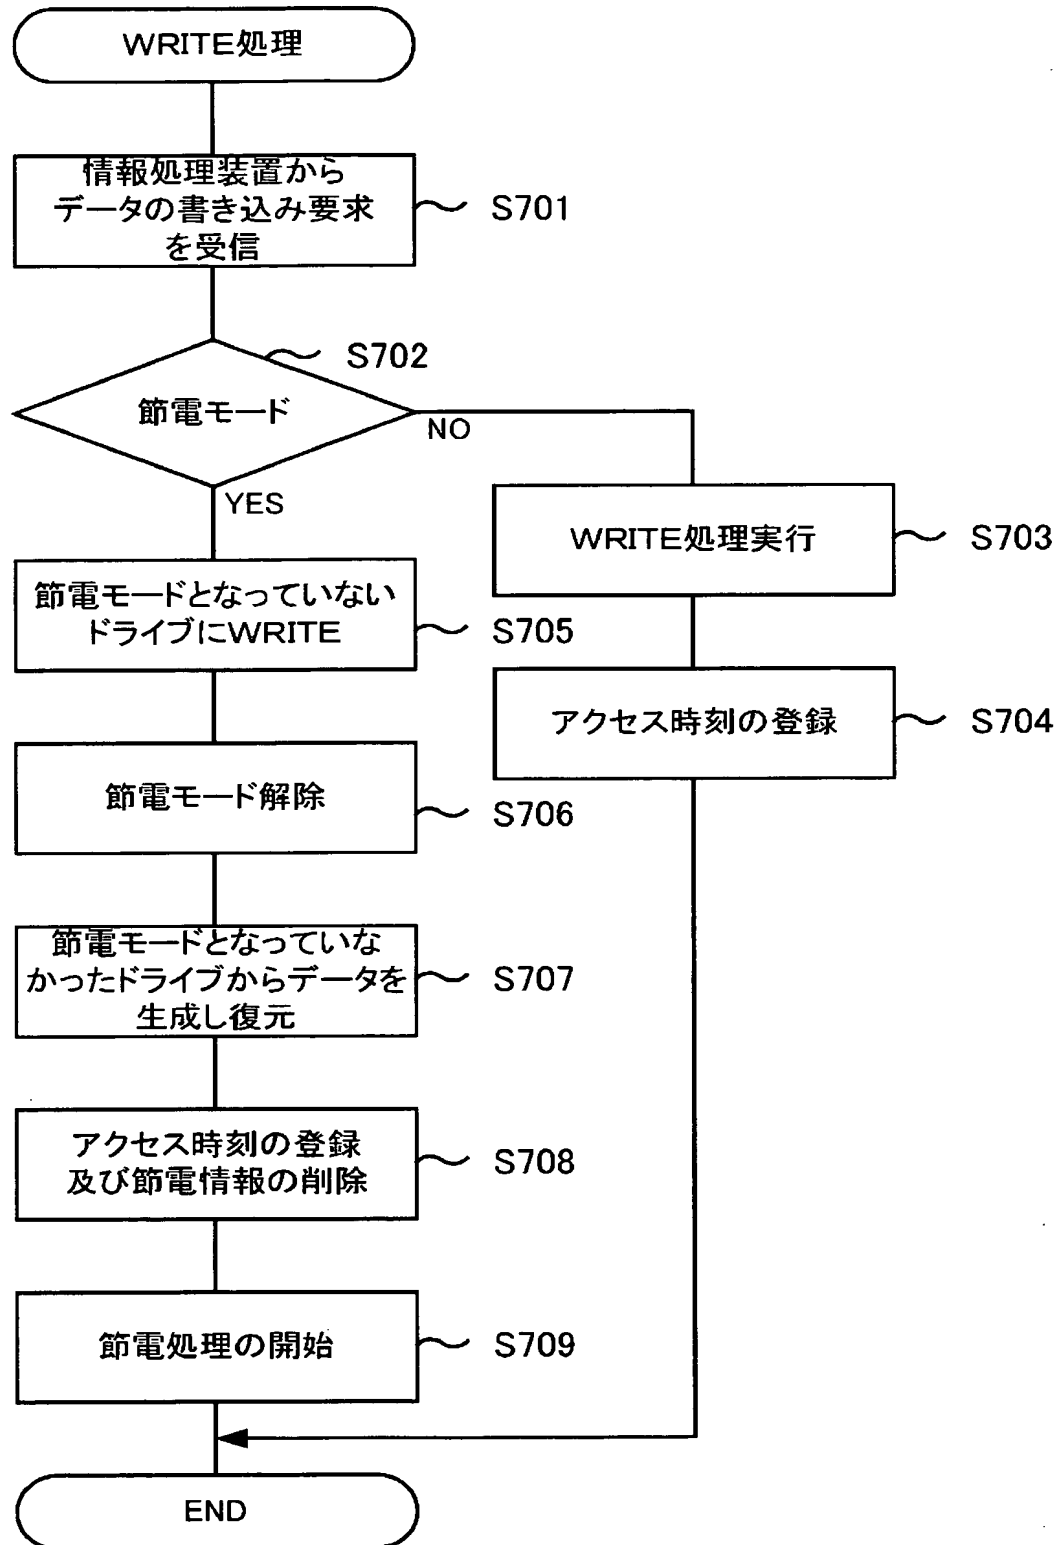 WRITE処理
情報処理装置から
データの書き込み要求
を受信
S701
S702
節電モード
NO
YES
WRITE処理実行
S703
節電モードとなっていない
ドライブにWRITE
S705
アクセス時刻の登録
S704
節電モード解除
S706
節電モードとなっていな
かったドライブからデータを
生成し復元
S707
アクセス時刻の登録
及び節電情報の削除
S708
節電処理の開始
S709
END